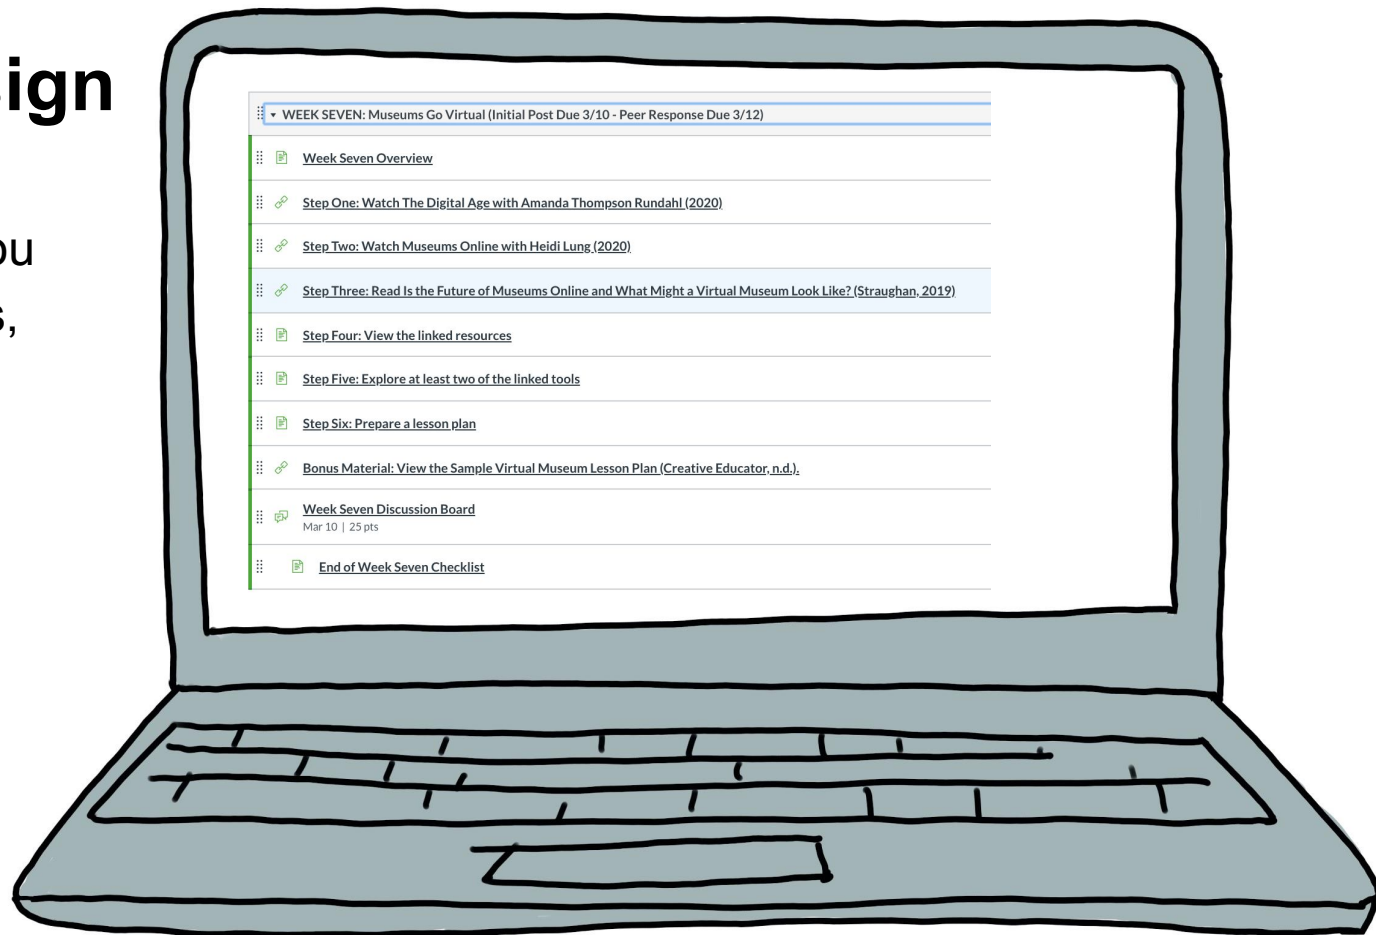 WEEK SEVEN: Museums Go Virtual (Initial Post Due 3/10 - Peer Response Due 3/12)
Week Seven Overview
Step One: Watch The Digital Age with Amanda Thompson Rundahl (2020)
Step Two: Watch Museums Online with Heidi Lung (2020)
Step Three: Read Is the Future of Museums Online and What Might a Virtual Museum Look Like? (Straughan, 2019)
Step Four: View the linked resources
Step Five: Explore at least two of the linked tools
Step Six: Prepare a lesson plan
Bonus Material: View the Sample Virtual Museum Lesson Plan (Creative Educator, n.d.).
Week Seven Discussion Board
Mar 10 | 25 pts
End of Week Seven Checklist